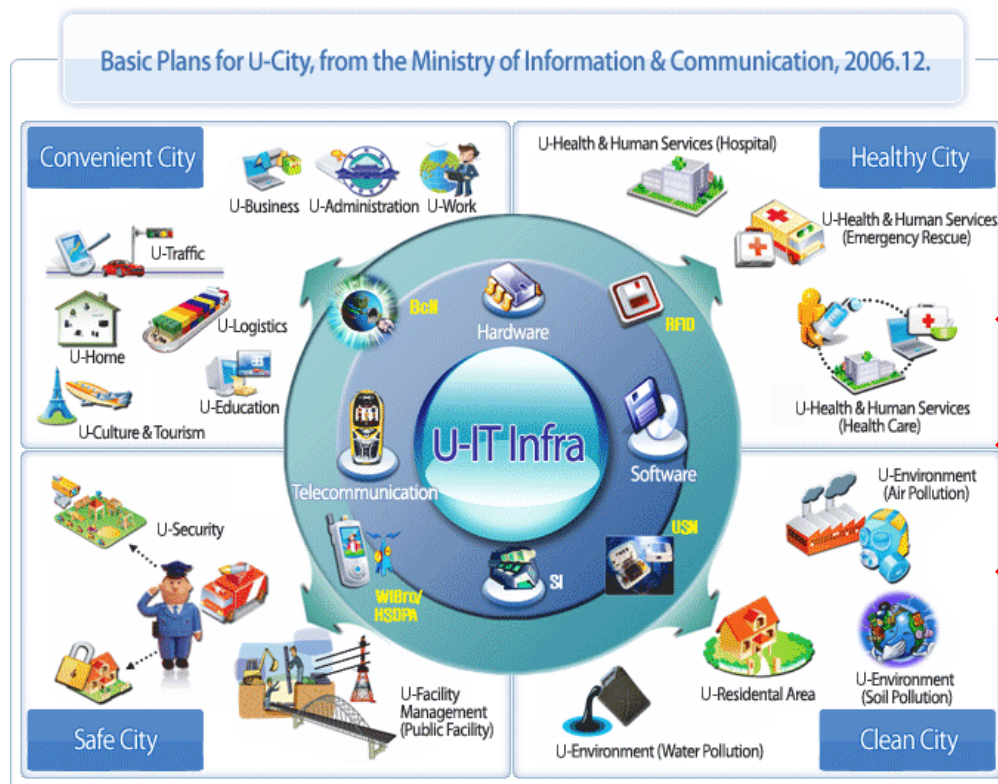 Basic Plans for U-City, from the Ministry of Information & Communication, 2006.12.
Convenient City
U-Business
U-Administration
U-Work
U-Traffic
U-Logistics
U-Home
U-Education
U-Culture & Tourism
Healthy City
U-Health & Human Services (Hospital)
U-Health & Human Services
(Emergency Rescue)
U-Health & Human Services
(Health Care)
BcN
Hardware
RFID
U-IT Infra
Telecommunication
Software
USN
SI
WiBro/
HSDPA
U-Security
U-Facility
Management
(Public Facility)
Safe City
U-Environment
(Air Pollution)
U-Residental Area
U-Environment
(Soil Pollution)
U-Environment (Water Pollution)
Clean City